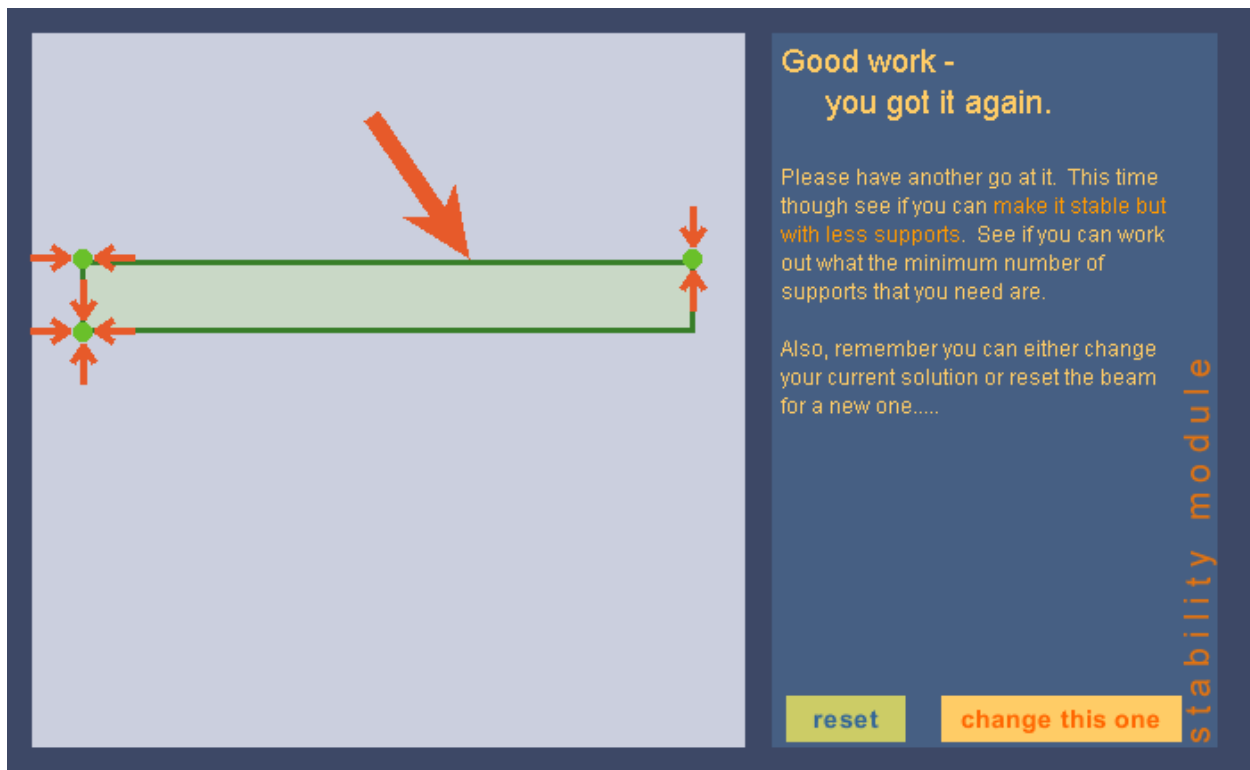 Good work -
you got it again.
Please have another go at it. This time
though see if you can make it stable but
with less supports. See if you can work
out what the minimum number of
supports that you need are.
Also, remember you can either change
your current solution or reset the beam
for a new one.....
stability module
reset
change this one